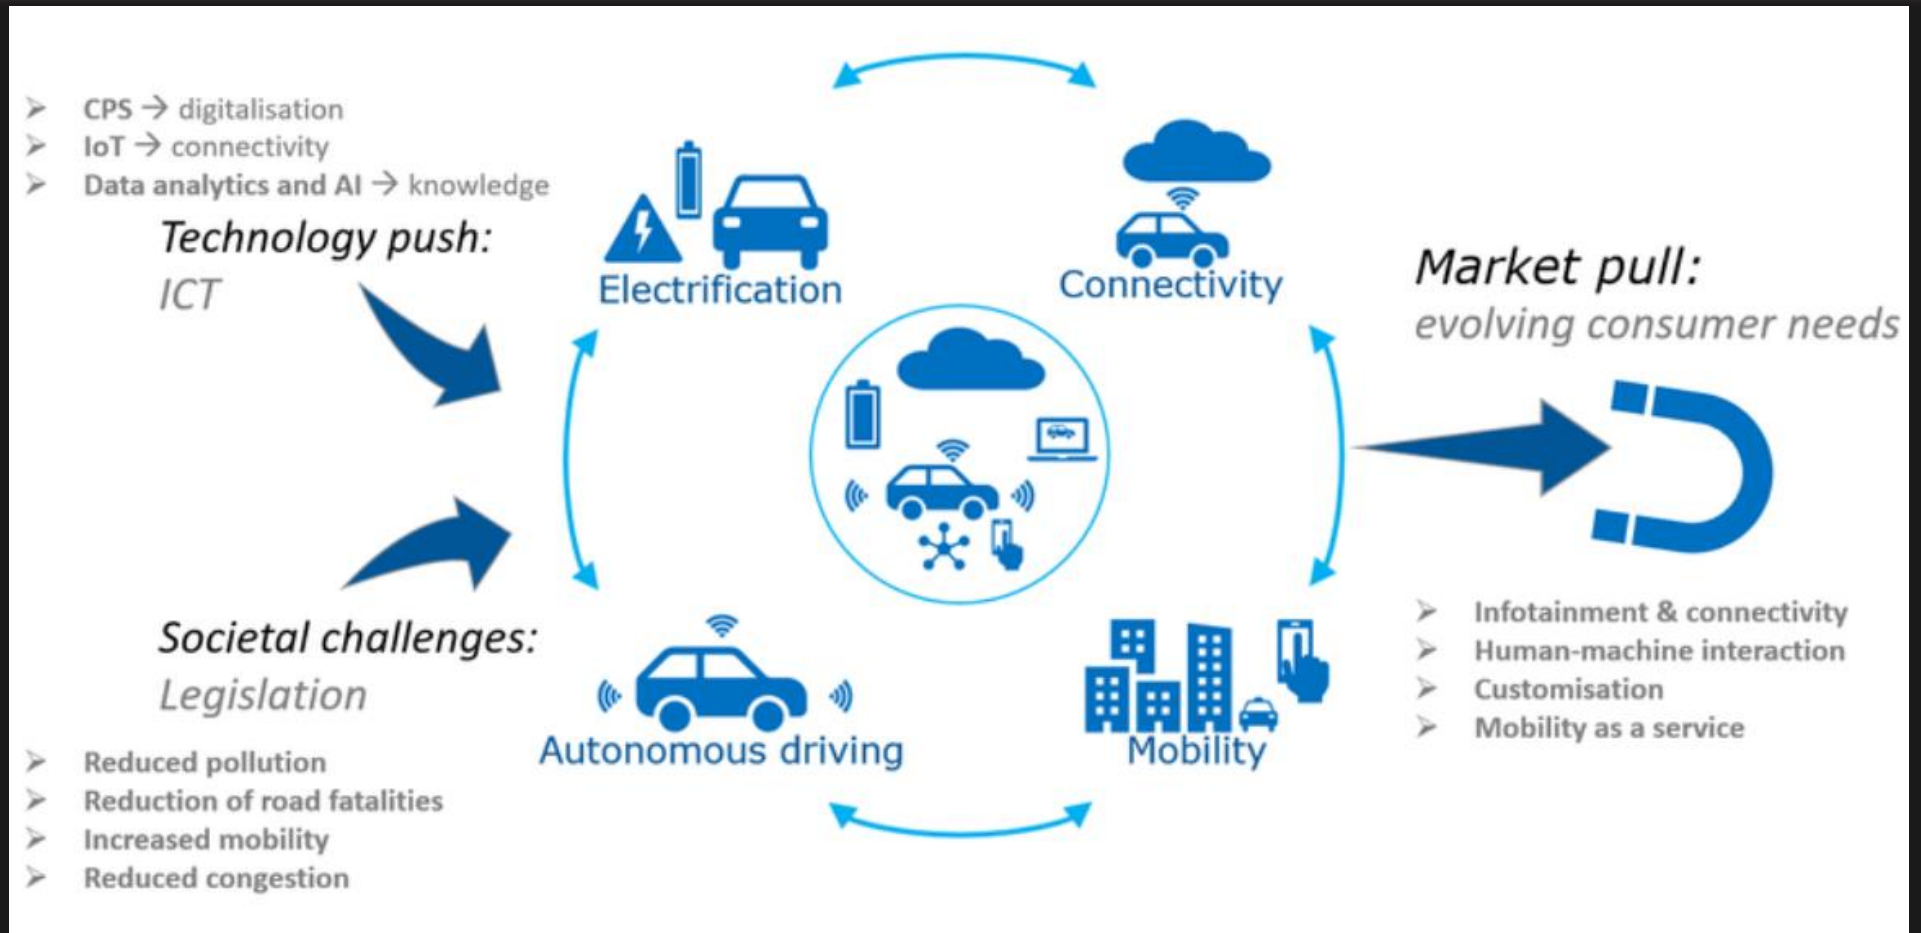 CPS → digitalisation
IoT → connectivity
Data analytics and AI → knowledge
Technology push:
ICT
Electrification
Connectivity
Market pull:
evolving consumer needs
Societal challenges:
Legislation
Reduced pollution
Reduction of road fatalities
Increased mobility
Reduced congestion
Autonomous driving
Mobility
Infotainment & connectivity
Human-machine interaction
Customisation
Mobility as a service